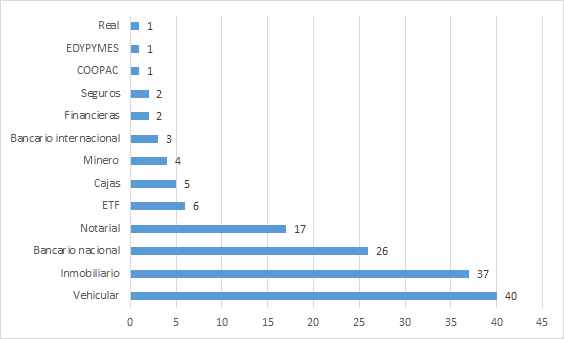 Real 1
EDYPYMES 1
COOPAC 1
Seguros 2
Financieras 2
Bancario internacional 3
Minero 4
Cajas 5
ETF 6
Notarial 17
Bancario nacional 26
Inmobiliario 37
Vehicular 40
0 5 10 15 20 25 30 35 40 45